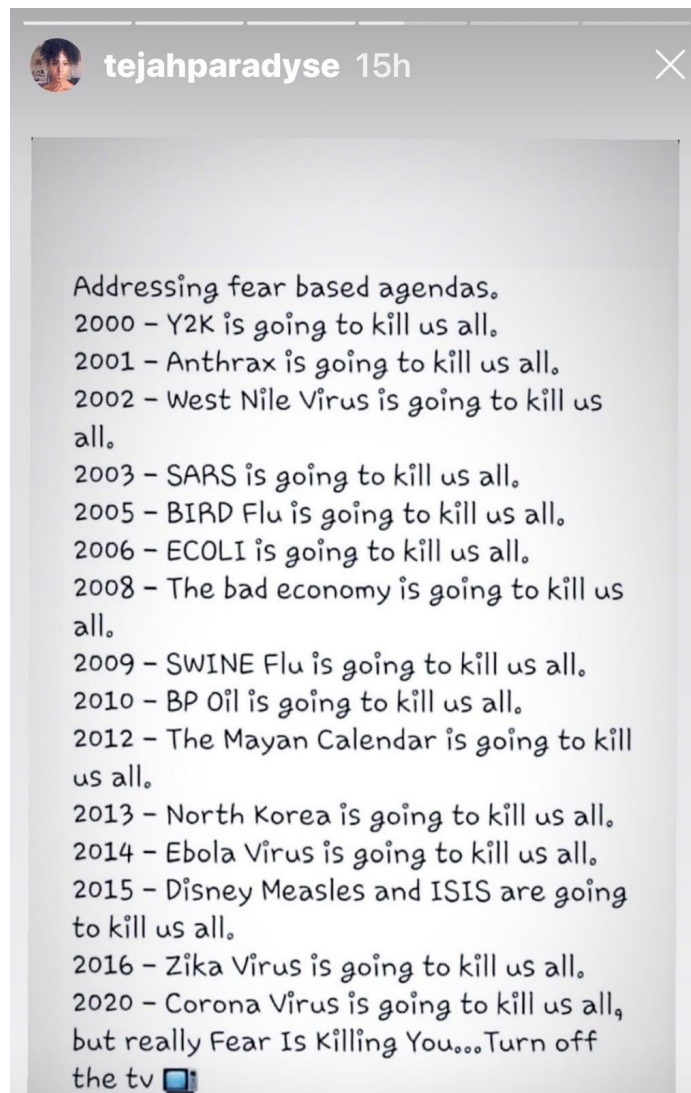 tejahparadyse 15h
Addressing fear based agendas.
2000 - Y2K is going to kill us all.
2001 - Anthrax is going to kill us all.
2002 - West Nile Virus is going to kill us
all.
2003 - SARS is going to kill us all.
2005 - BIRD Flu is going to kill us all.
2006 - ECOLI is going to kill us all.
2008 - The bad economy is going to kill us
all.
2009 - SWINE Flu is going to kill us all.
2010 - BP Oil is going to kill us all.
2012 - The Mayan Calendar is going to kill
us all.
2013 - North Korea is going to kill us all.
2014 - Ebola Virus is going to kill us all.
2015 - Disney Measles and ISIS are going
to kill us all.
2016 - Zika Virus is going to kill us all.
2020 - Corona Virus is going to kill us all,
but really Fear Is Killing You...Turn off
the tv 📺